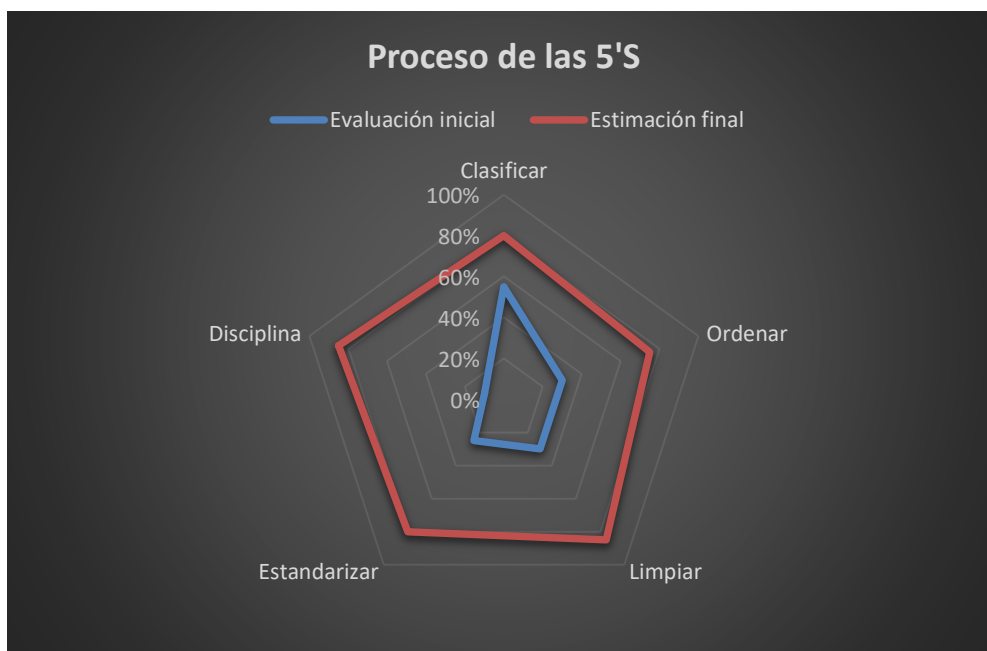 Proceso de las 5'S
Evaluación inicial Estimación final
Clasificar
100%
80%
60%
40%
20%
0%
Ordenar
Limpiar
Estandarizar
Disciplina